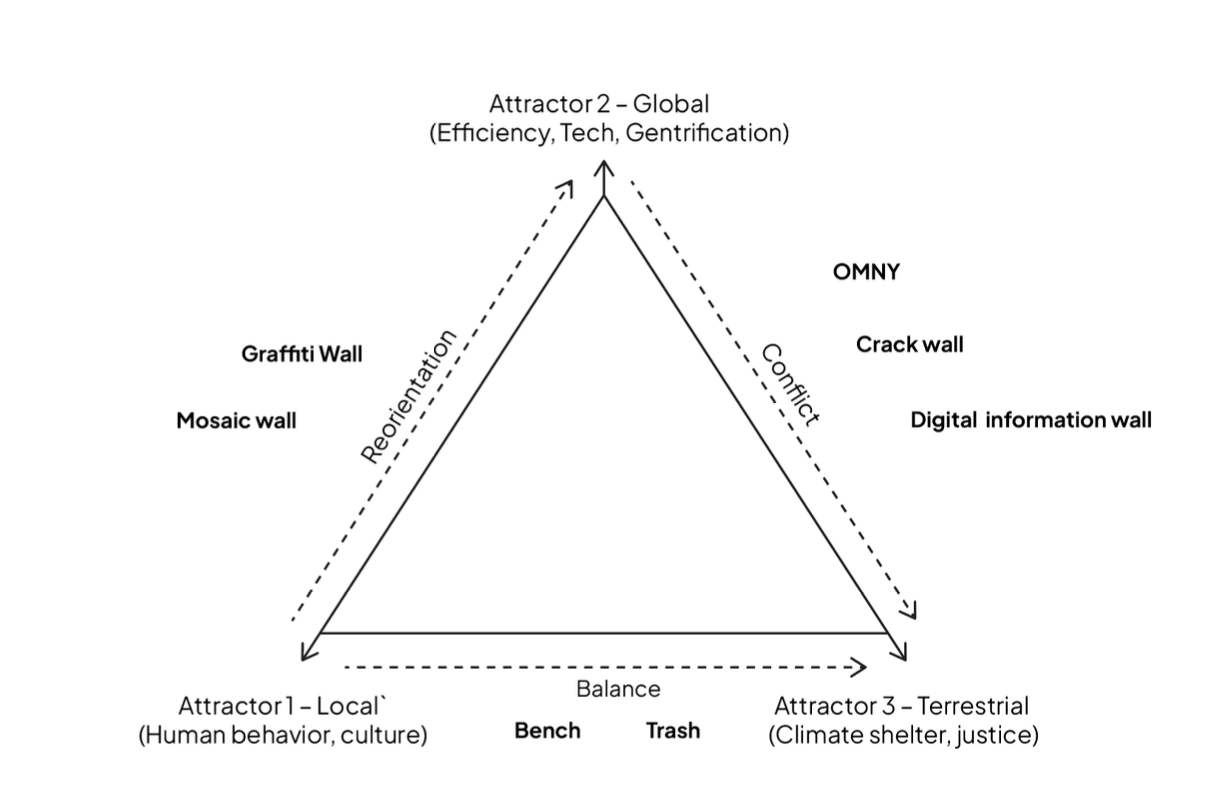 Attractor 2 – Global
(Efficiency, Tech, Gentrification)
OMNY
Graffiti Wall
Reorientation
Conflict
Crack wall
Mosaic wall
Digital information wall
Balance
Attractor 1 – Local`
(Human behavior, culture)
Bench
Trash
Attractor 3 – Terrestrial
(Climate shelter, justice)